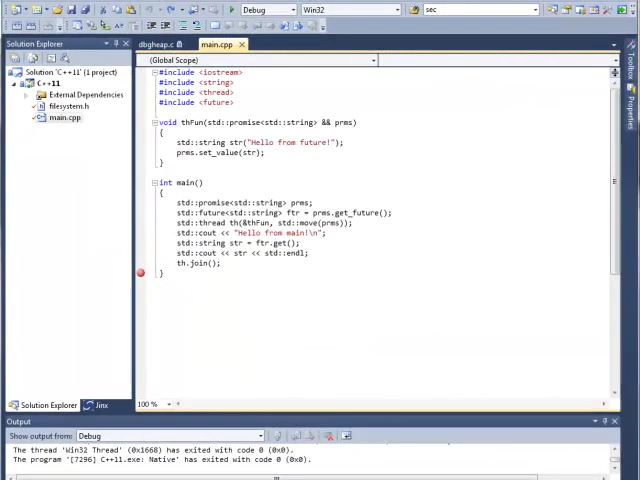 Debug
Win32
sec
Solution Explorer
dbgheap.c
main.cpp
(Global Scope)
Solution 'C++11' (1 project)
C++11
External Dependencies
filesystem.h
main.cpp
#include <iostream>
#include <string>
#include <thread>
#include <future>
void thFun(std::promise<std::string> && prms)
{
std::string str("Hello from future!");
prms.set_value(str);
}
int main()
{
std::promise<std::string> prms;
std::future<std::string> ftr = prms.get_future();
std::thread th(&thFun, std::move(prms));
std::cout << "Hello from main!\n";
std::string str = ftr.get();
std::cout << str << std::endl;
th.join();
}
100 %
Solution Explorer
Jinx
Toolbox
Properties
Output
Show output from: Debug
The thread 'Win32 Thread' (0x1668) has exited with code 0 (0x0).
The program '[7296] C++11.exe: Native' has exited with code 0 (0x0).